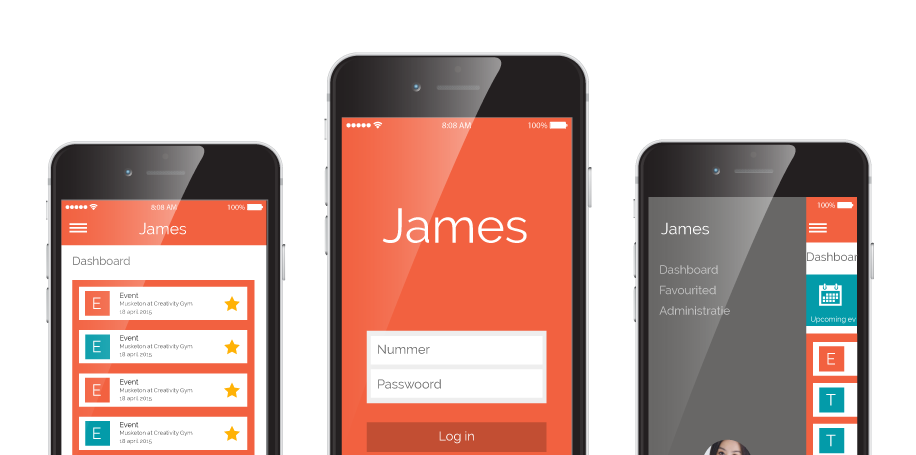 8:08 AM
100%
James
Dashboard
E
Event
Musketon at Creativity Gym.
18 april 2015
E
Event
Musketon at Creativity Gym.
18 april 2015
E
Event
Musketon at Creativity Gym.
18 april 2015
E
Event
Musketon at Creativity Gym.
18 april 2015
8:08 AM
100%
James
Nummer
Passwoord
Log in
James
Dashboard
Favourited
Administratie
100%
Dashboar
Upcoming ev
E
T
T